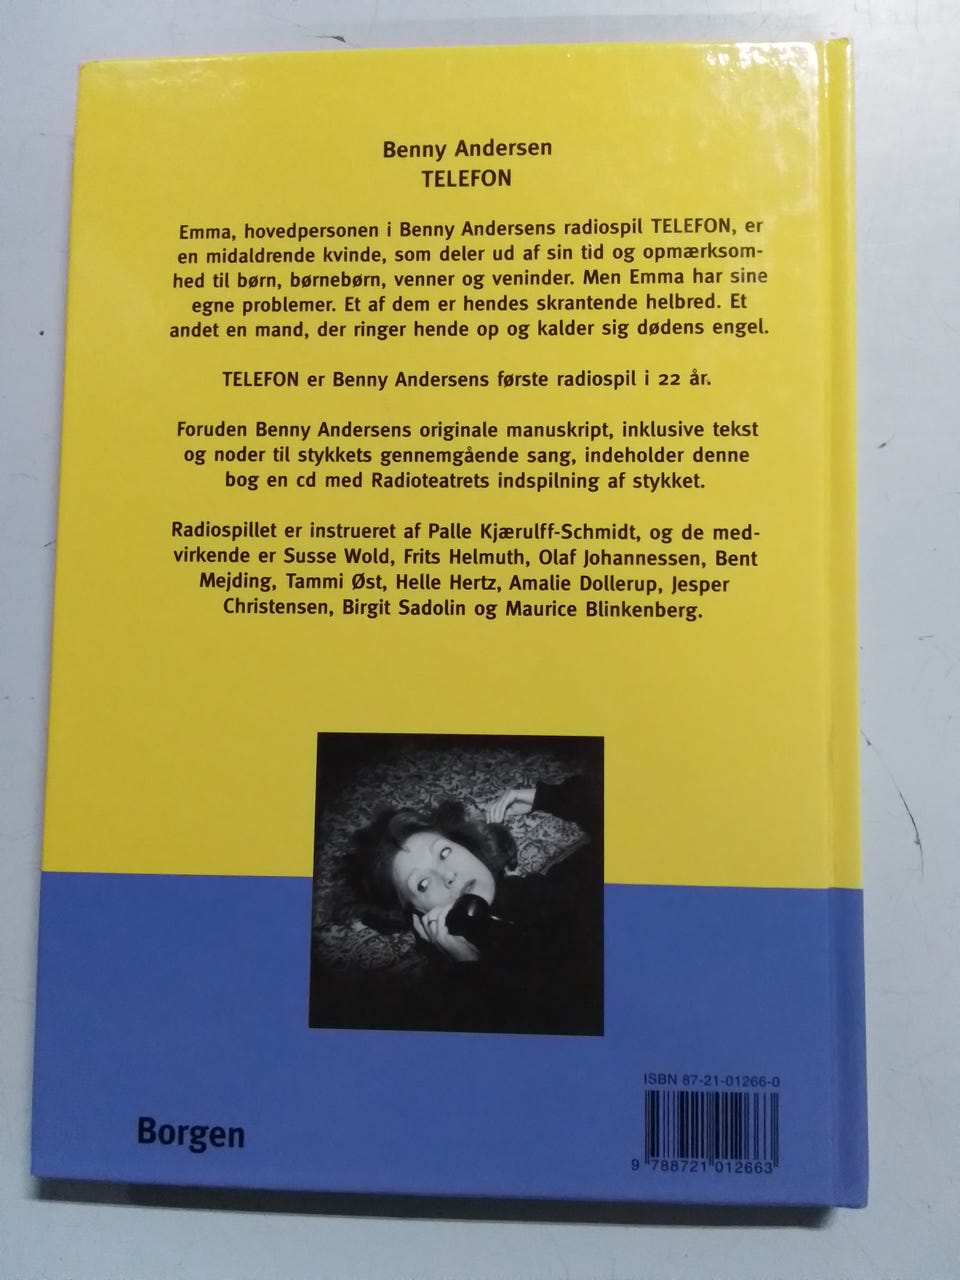 Benny Andersen
TELEFON
Emma, hovedpersonen i Benny Andersens radiospil TELEFON, er
en midaldrende kvinde, som deler ud af sin tid og opmærksom-
hed til børn, børnebørn, venner og veninder. Men Emma har sine
egne problemer. Et af dem er hendes skrantende helbred. Et
andet en mand, der ringer hende op og kalder sig dødens engel.
TELEFON er Benny Andersens første radiospil i 22 år.
Foruden Benny Andersens originale manuskript, inklusive tekst
og noder til stykkets gennemgående sang, indeholder denne
bog en cd med Radioteatrets indspilning af stykket.
Radiospillet er instrueret af Palle Kjærulff-Schmidt, og de med-
virkende er Susse Wold, Frits Helmuth, Olaf Johannessen, Bent
Mejding, Tammi Øst, Helle Hertz, Amalie Dollerup, Jesper
Christensen, Birgit Sadolin og Maurice Blinkenberg.
ISBN 87-21-01266-0
Borgen
9 788721 012663